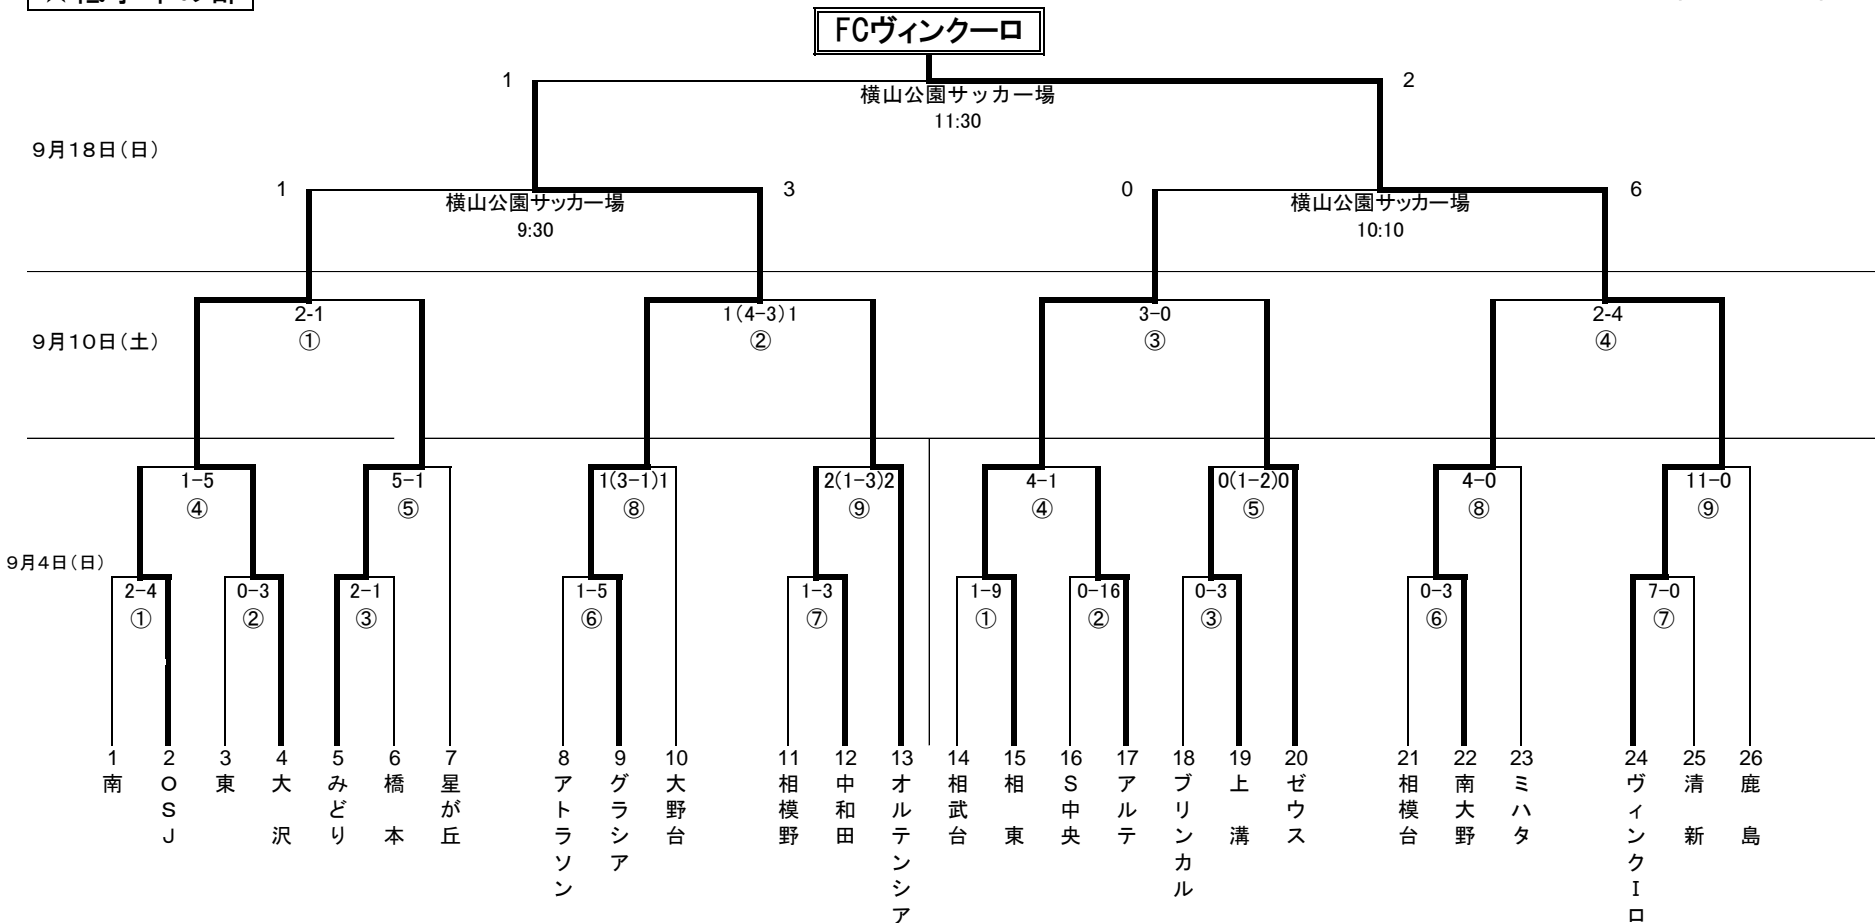 FCヴィンクーロ
1
2
横山公園サッカー場
11:30
9月18日(日)
1
3
0
6
横山公園サッカー場
横山公園サッカー場
9:30
10:10
2-1
1(4-3)1
3-0
2-4
9月10日(土)
①
②
③
④
1-5
5-1
1(3-1)1
2(1-3)2
4-1
0(1-2)0
4-0
11-0
④
⑤
⑧
⑨
④
⑤
⑧
⑨
9月4日(日)
2-4
0-3
2-1
1-5
1-3
1-9
0-16
0-3
0-3
7-0
①
②
③
⑥
⑦
①
②
③
⑥
⑦
1
南
2
OSJ
3
東
4
大沢
5
みどり
6
橋本
7
星が丘
8
アトラソン
9
グラシア
10
大野台
11
相模野
12
中和田
13
オルテンシア
14
相武台
15
相東
16
S中央
17
アルテ
18
ブリンカル
19
上溝
20
ゼウス
21
相模台
22
南大野
23
ミハタ
24
ヴィンクIロ
25
清新
26
鹿島